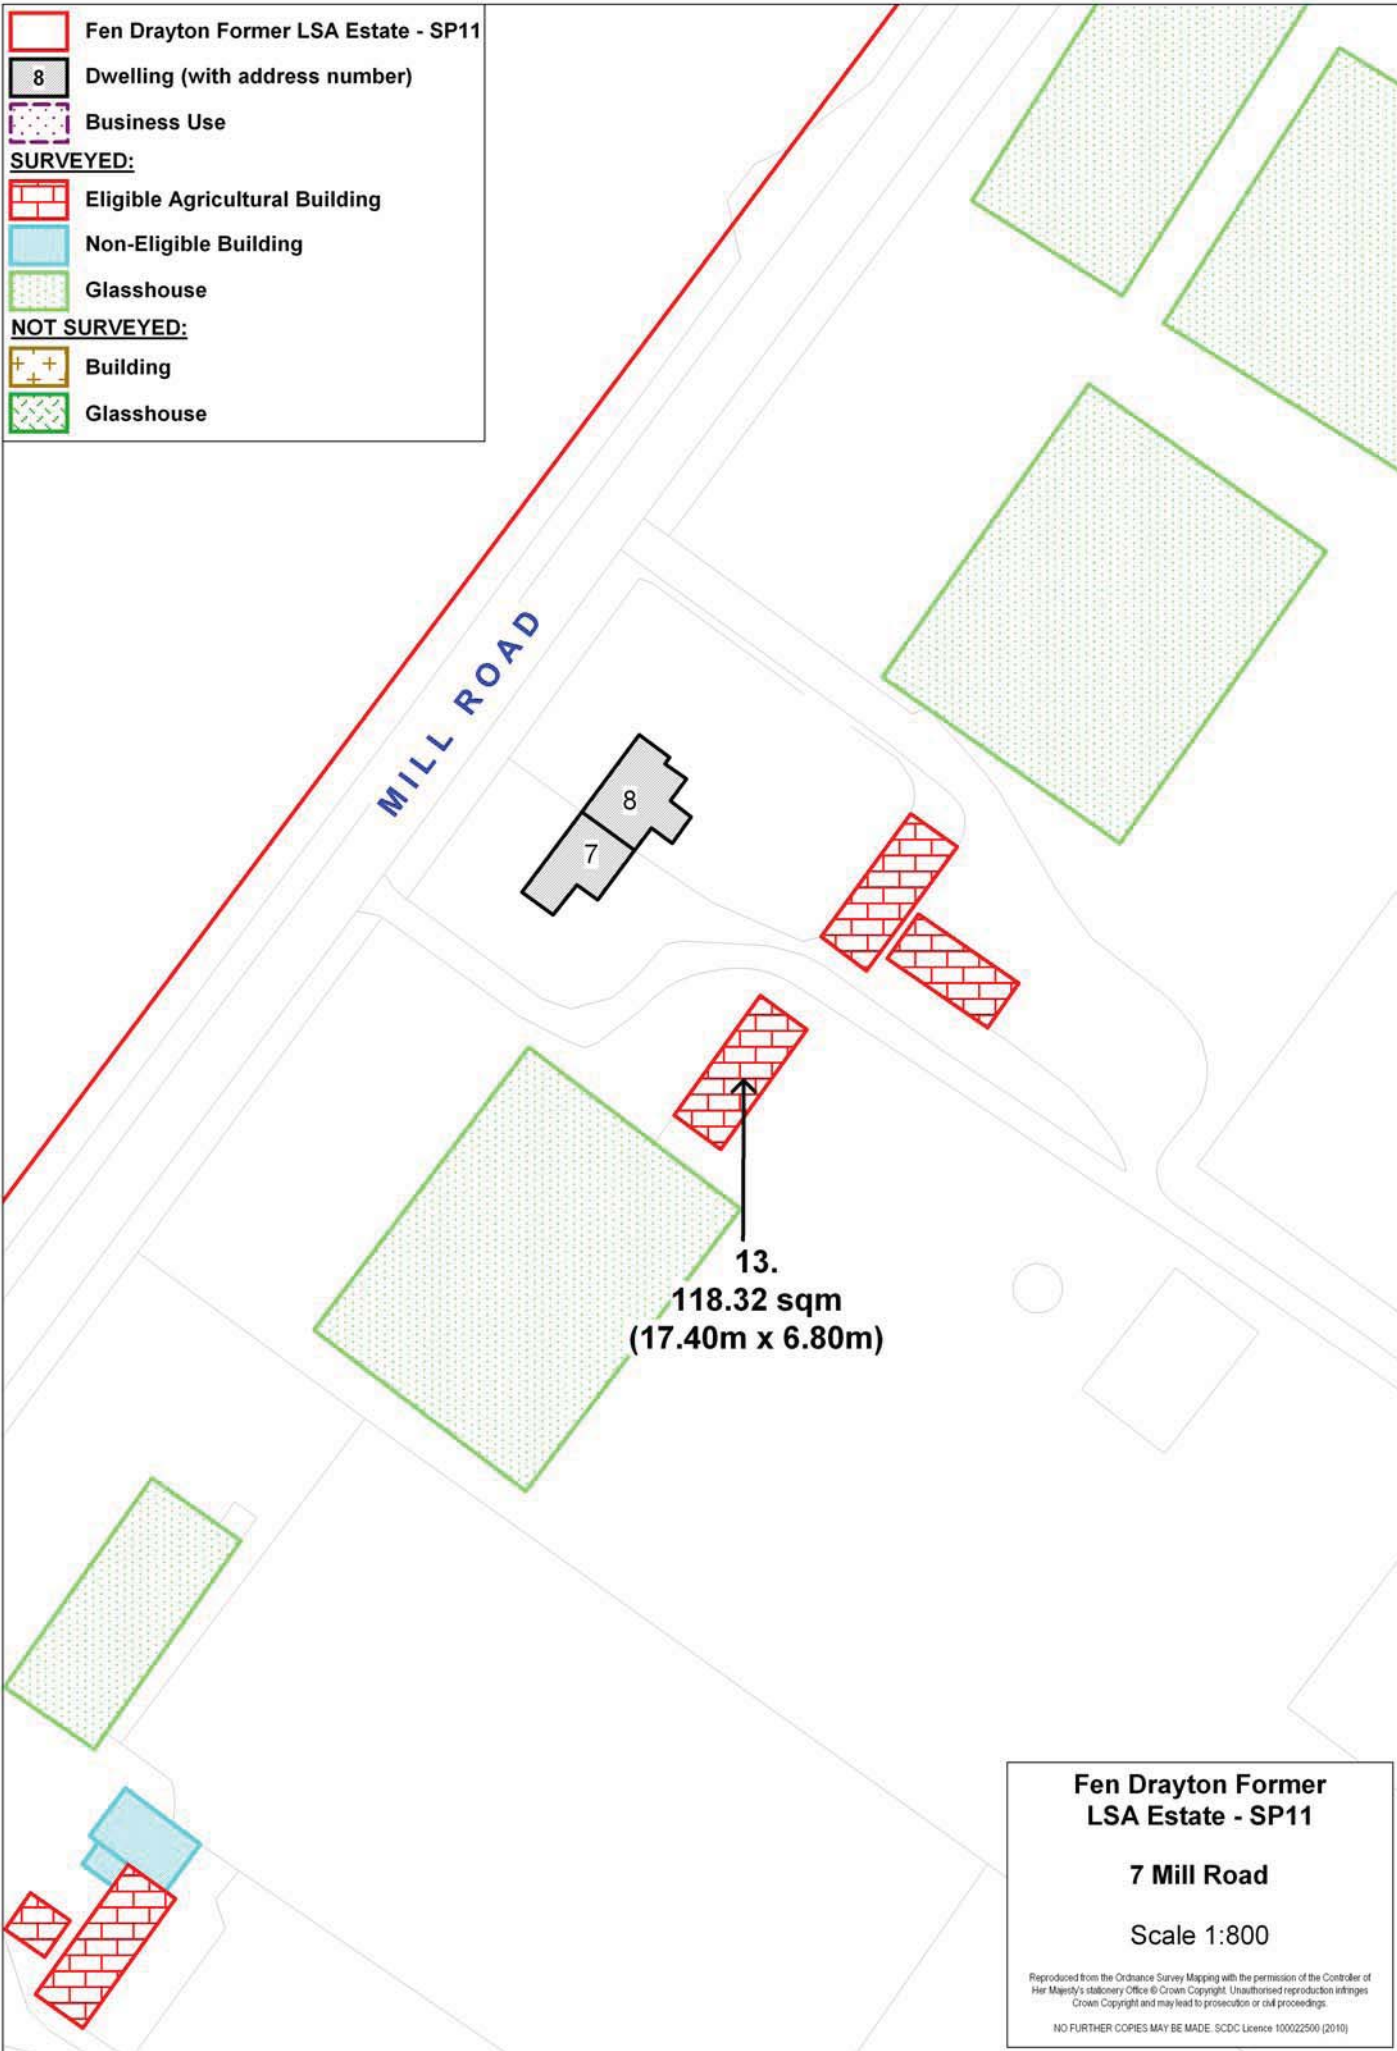 Fen Drayton Former LSA Estate - SP11
8 Dwelling (with address number)
Business Use
SURVEYED:
Eligible Agricultural Building
Non-Eligible Building
Glasshouse
NOT SURVEYED:
Building
Glasshouse
MILL ROAD
8
7
13.
118.32 sqm
(17.40m x 6.80m)
Fen Drayton Former
LSA Estate - SP11
7 Mill Road
Scale 1:800
Reproduced from the Ordnance Survey Mapping with the permission of the Controller of
Her Majesty's stationery Office © Crown Copyright. Unauthorised reproduction infringes
Crown Copyright and may lead to prosecution or civil proceedings.
NO FURTHER COPIES MAY BE MADE. SCDC Licence 100022500 (2010)